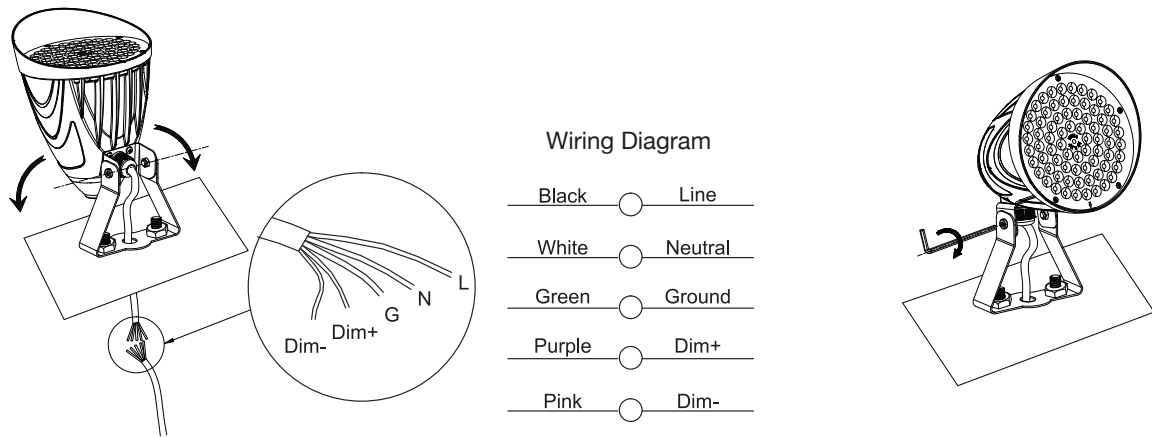 Wiring Diagram
Black Line
White Neutral
Green Ground
Purple Dim+
Pink Dim-
L
N
G
Dim+
Dim-